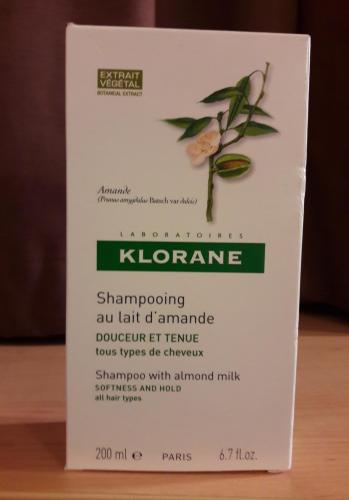 EXTRAIT
VÉGÉTAL
BOTANICAL EXTRACT
Amande
(Prunus amygdalus Batsch var dulcis)
LABORATOIRES
KLORANE
Shampooing
au lait d'amande
DOUCEUR ET TENUE
tous types de cheveux
Shampoo with almond milk
SOFTNESS AND HOLD
all hair types
200 ml ℮ PARIS 6.7 fl.oz.